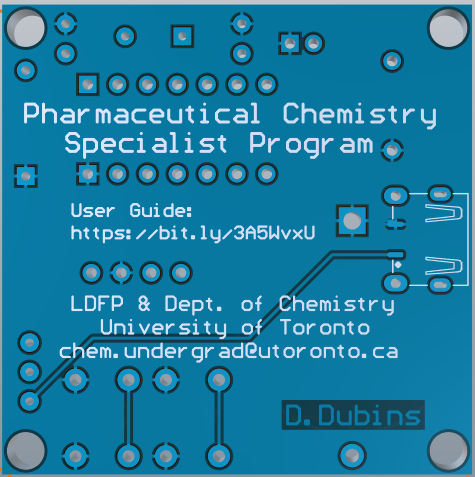 Pharmaceutical Chemistry
Specialist Program
User Guide:
https://bit.ly/3A5WvxU
LDFP & Dept. of Chemistry
University of Toronto
chem.undergrad@utoronto.ca
D.Dubins